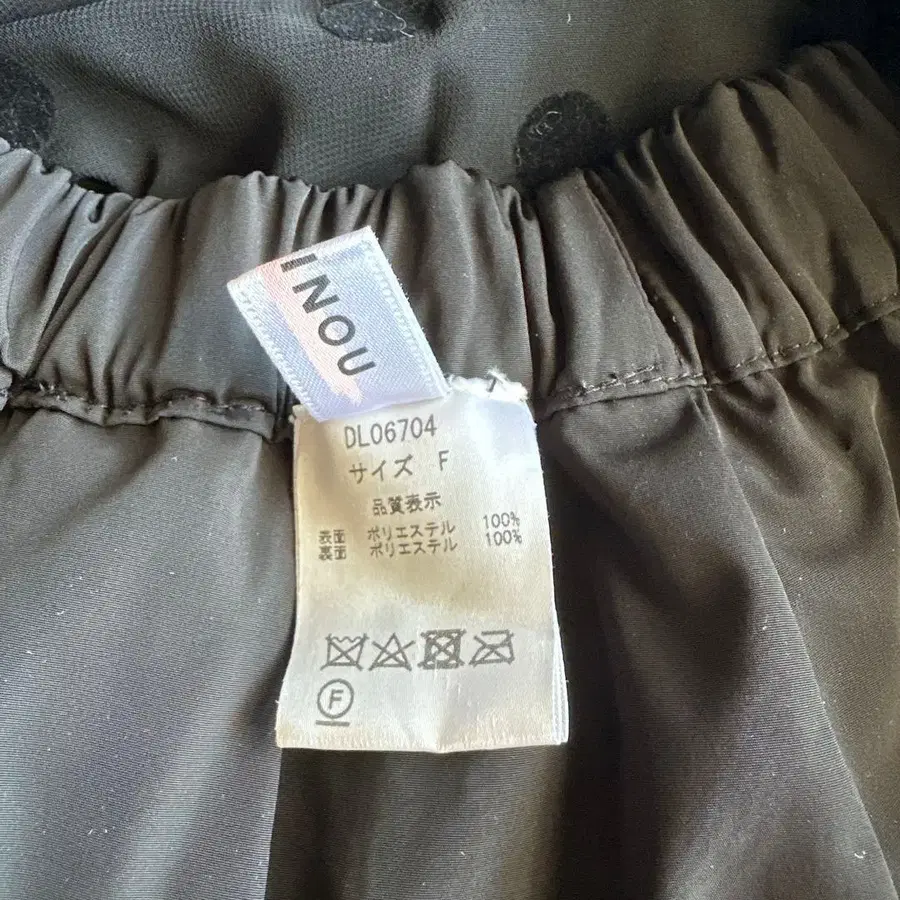 INOU
DL06704
サイズ F
品質表示
表面 ポリエステル 100%
裏面 ポリエステル 100%
F